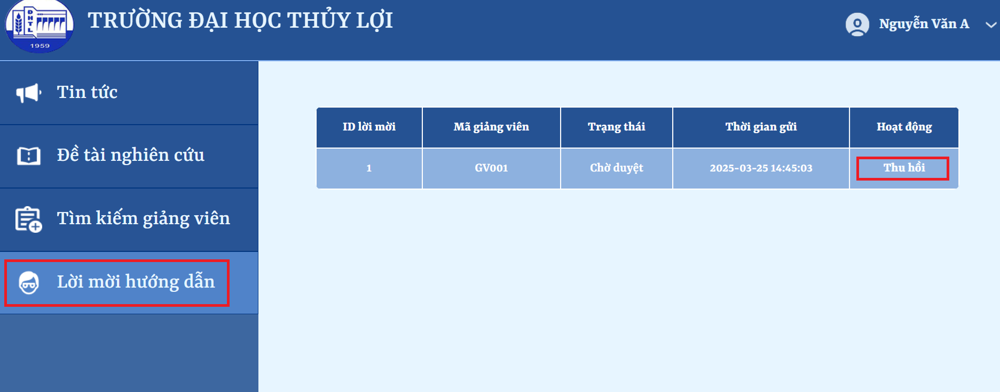 ĐHTL
1959
TRƯỜNG ĐẠI HỌC THỦY LỢI
Nguyễn Văn A
Tin tức
Đề tài nghiên cứu
Tìm kiếm giảng viên
Lời mời hướng dẫn
ID lời mời Mã giảng viên Trạng thái Thời gian gửi Hoạt động
1 GV001 Chờ duyệt 2025-03-25 14:45:03 Thu hồi